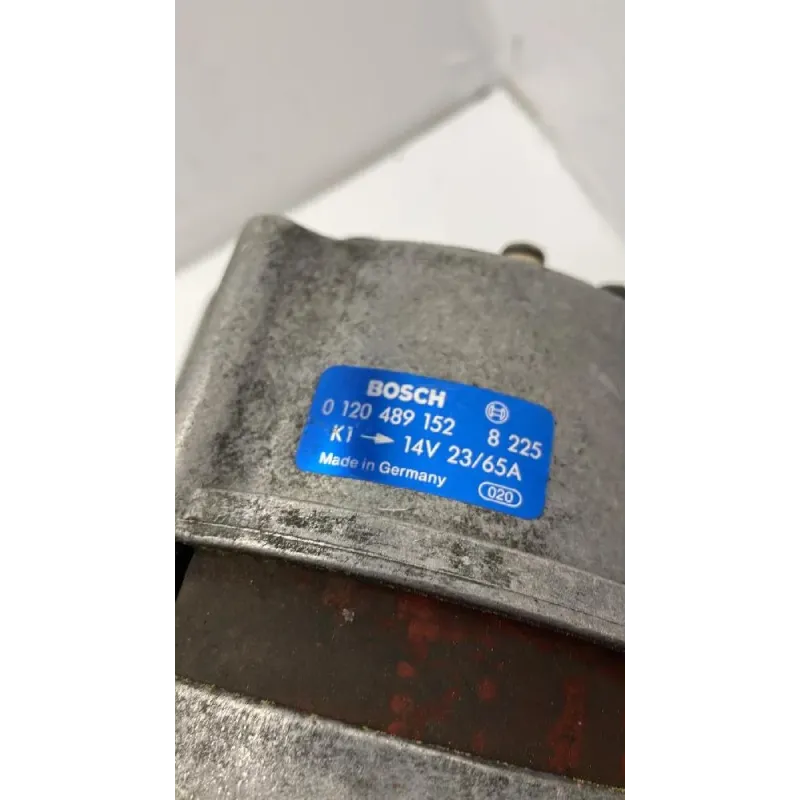 BOSCH
0 120 489 152 8 225
K1 → 14V 23/65A
Made in Germany 020